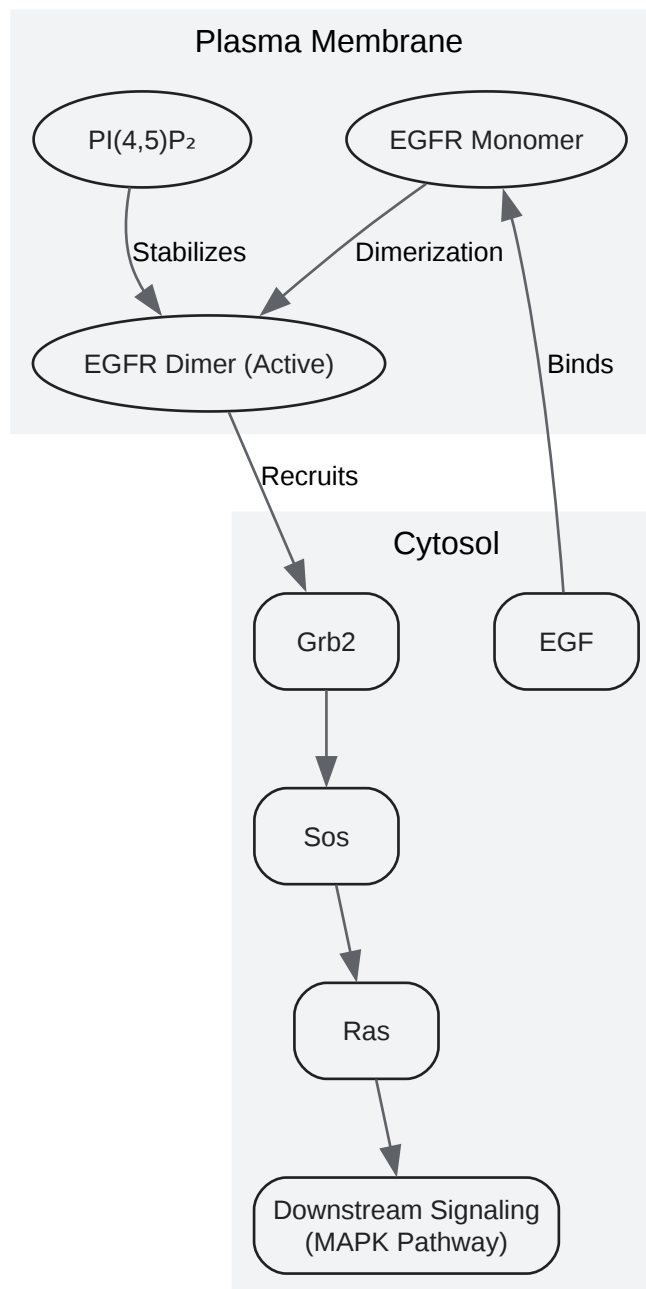 Plasma Membrane
PI(4,5)P₂
EGFR Monomer
Stabilizes
Dimerization
EGFR Dimer (Active)
Binds
Recruits
Cytosol
Grb2
EGF
Sos
Ras
Downstream Signaling
(MAPK Pathway)